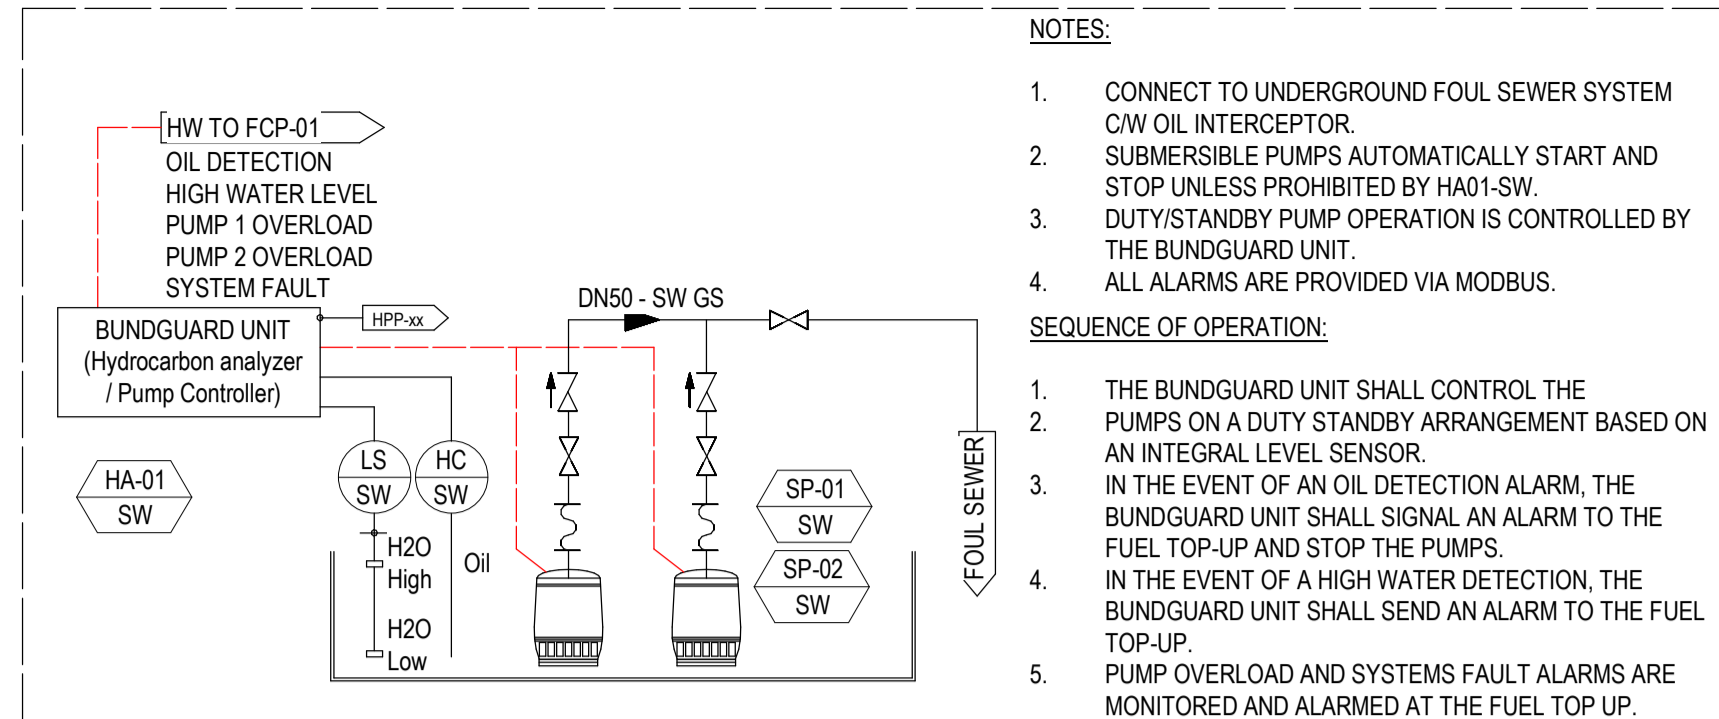 HW TO FCP-01
OIL DETECTION
HIGH WATER LEVEL
PUMP 1 OVERLOAD
PUMP 2 OVERLOAD
SYSTEM FAULT
BUNDGUARD UNIT
(Hydrocarbon analyzer
/ Pump Controller)
HPP-xx
DN50 - SW GS
HA-01
SW
LS
SW
HC
SW
H2O
High
H2O
Low
Oil
SP-01
SW
SP-02
SW
FOUL SEWER
NOTES:
1. CONNECT TO UNDERGROUND FOUL SEWER SYSTEM
C/W OIL INTERCEPTOR.
2. SUBMERSIBLE PUMPS AUTOMATICALLY START AND
STOP UNLESS PROHIBITED BY HA01-SW.
3. DUTY/STANDBY PUMP OPERATION IS CONTROLLED BY
THE BUNDGUARD UNIT.
4. ALL ALARMS ARE PROVIDED VIA MODBUS.
SEQUENCE OF OPERATION:
1. THE BUNDGUARD UNIT SHALL CONTROL THE
2. PUMPS ON A DUTY STANDBY ARRANGEMENT BASED ON
AN INTEGRAL LEVEL SENSOR.
3. IN THE EVENT OF AN OIL DETECTION ALARM, THE
BUNDGUARD UNIT SHALL SIGNAL AN ALARM TO THE
FUEL TOP-UP AND STOP THE PUMPS.
4. IN THE EVENT OF A HIGH WATER DETECTION, THE
BUNDGUARD UNIT SHALL SEND AN ALARM TO THE FUEL
TOP-UP.
5. PUMP OVERLOAD AND SYSTEMS FAULT ALARMS ARE
MONITORED AND ALARMED AT THE FUEL TOP UP.